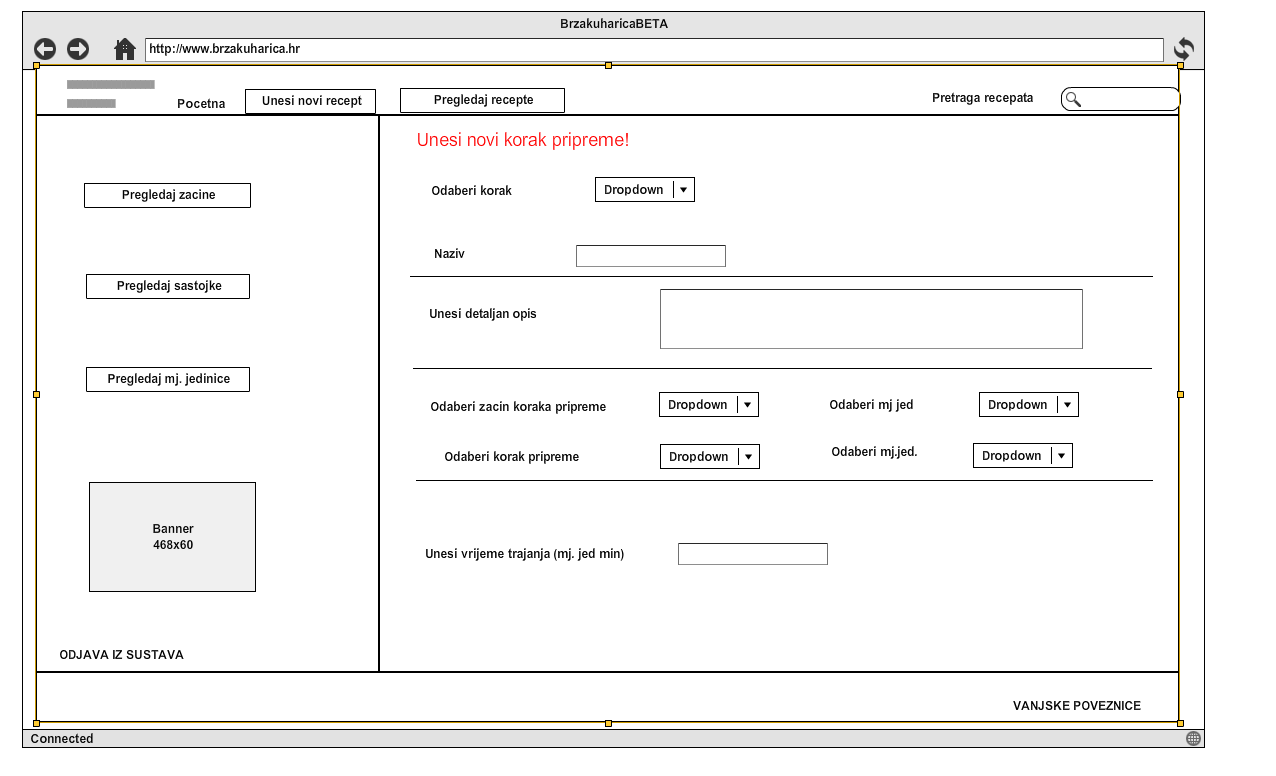 BrzakuharicaBETA
http://www.brzakuharica.hr
Pocetna
Unesi novi recept
Pregledaj recepte
Pretraga recepata
Pregledaj zacine
Pregledaj sastojke
Pregledaj mj. jedinice
Banner
468x60
ODJAVA IZ SUSTAVA
Unesi novi korak pripreme!
Odaberi korak
Dropdown
Naziv
Unesi detaljan opis
Odaberi zacin koraka pripreme
Dropdown
Odaberi mj jed
Dropdown
Odaberi korak pripreme
Dropdown
Odaberi mj.jed.
Dropdown
Unesi vrijeme trajanja (mj. jed min)
VANJSKE POVEZNICE
Connected